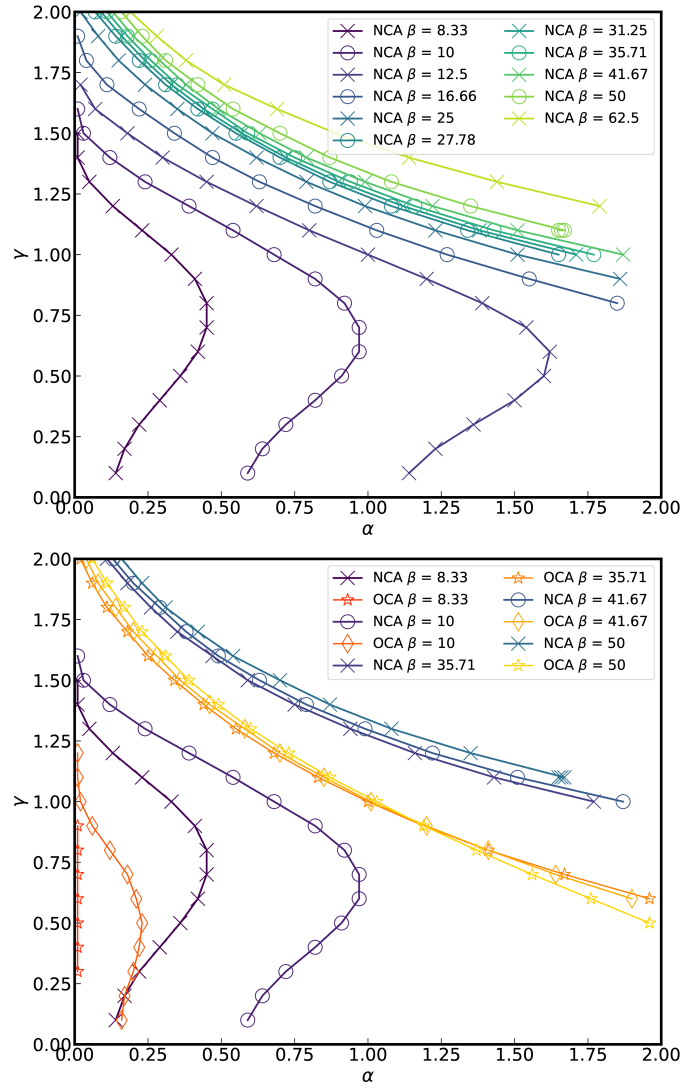 2.00
1.75
1.50
1.25
1.00
0.75
0.50
0.25
0.00
γ
NCA β = 8.33
NCA β = 10
NCA β = 12.5
NCA β = 16.66
NCA β = 25
NCA β = 27.78
NCA β = 31.25
NCA β = 35.71
NCA β = 41.67
NCA β = 50
NCA β = 62.5
0.00 0.25 0.50 0.75 1.00 1.25 1.50 1.75 2.00
α
2.00
1.75
1.50
1.25
1.00
0.75
0.50
0.25
0.00
γ
NCA β = 8.33
OCA β = 8.33
NCA β = 10
OCA β = 10
NCA β = 35.71
OCA β = 35.71
NCA β = 41.67
OCA β = 41.67
NCA β = 50
OCA β = 50
0.00 0.25 0.50 0.75 1.00 1.25 1.50 1.75 2.00
α